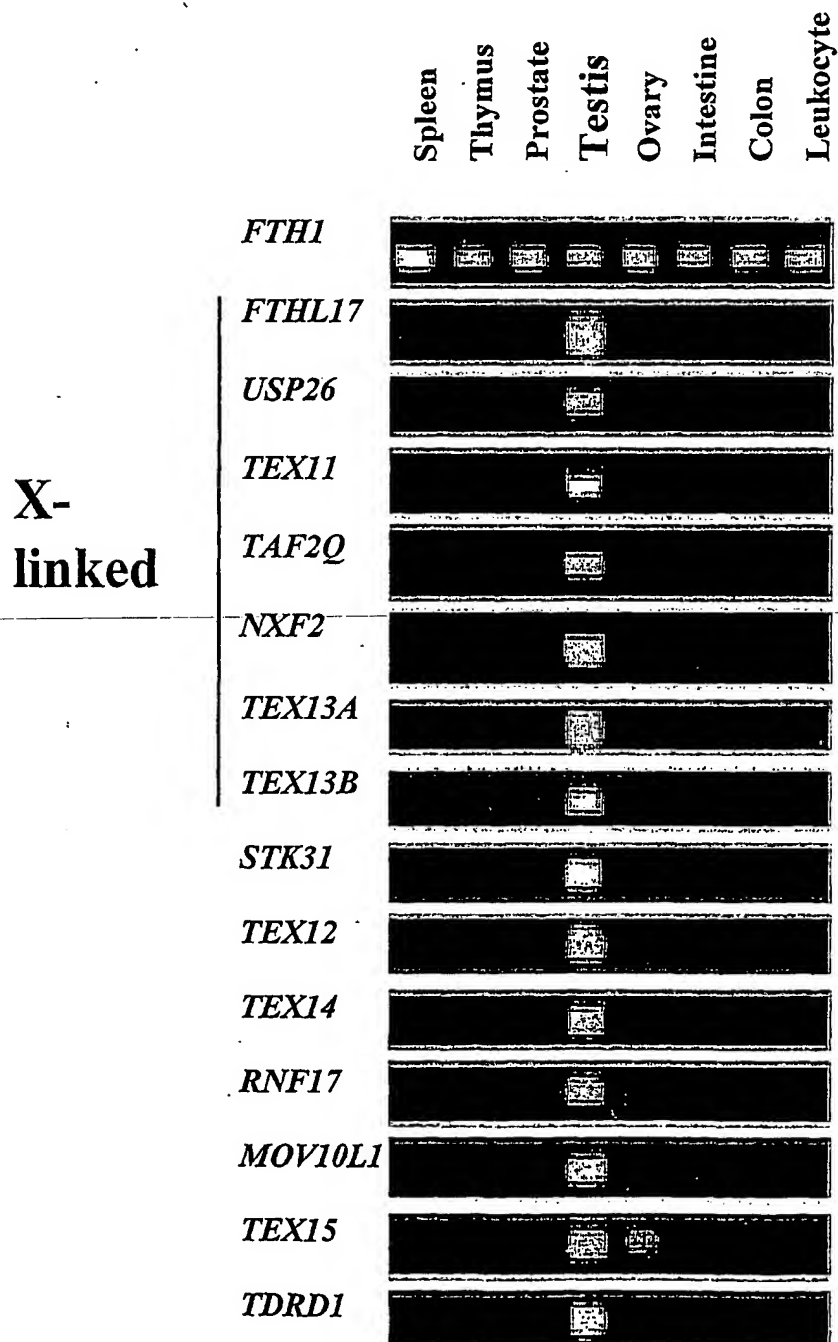 Spleen
Thymus
Prostate
Testis
Ovary
Intestine
Colon
Leukocyte
FTH1
FTHL17
USP26
TEX11
X-
linked
TAF2Q
NXF2
TEX13A
TEX13B
STK31
TEX12
TEX14
RNF17
MOV10L1
TEX15
TDRD1